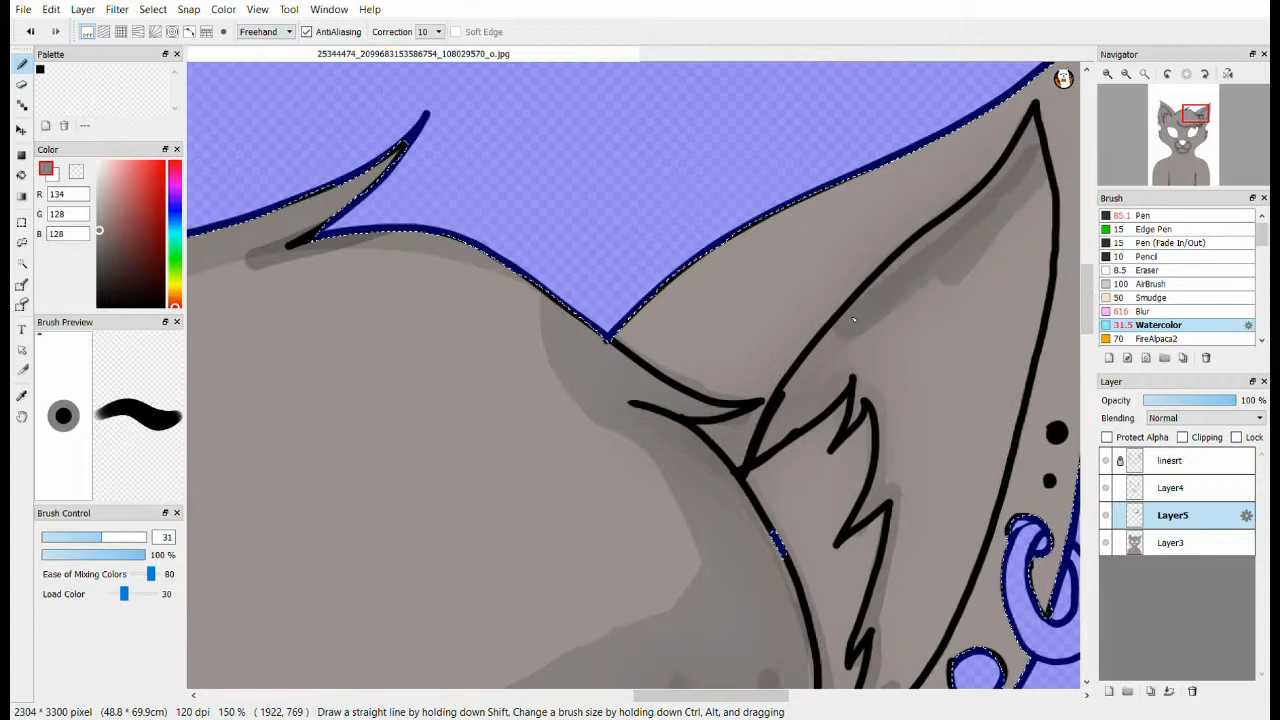 File Edit Layer Filter Select Snap Color View Tool Window Help
OFF Freehand AntiAliasing Correction 10 Soft Edge
Palette
25344474_2099683153586754_108029570_o.jpg
Navigator
---
Color
R 134
G 128
B 128
Brush
85.1 Pen
15 Edge Pen
15 Pen (Fade In/Out)
10 Pencil
8.5 Eraser
100 AirBrush
50 Smudge
616 Blur
31.5 Watercolor
70 FireAlpaca2
Brush Preview
Layer
Opacity 100 %
Blending Normal
Protect Alpha Clipping Lock
linesrt
Layer4
Layer5
Layer3
Brush Control
31
100 %
Ease of Mixing Colors 80
Load Color 30
2304 * 3300 pixel (48.8 * 69.9cm) 120 dpi 150 % ( 1922, 769 ) Draw a straight line by holding down Shift, Change a brush size by holding down Ctrl, Alt, and dragging